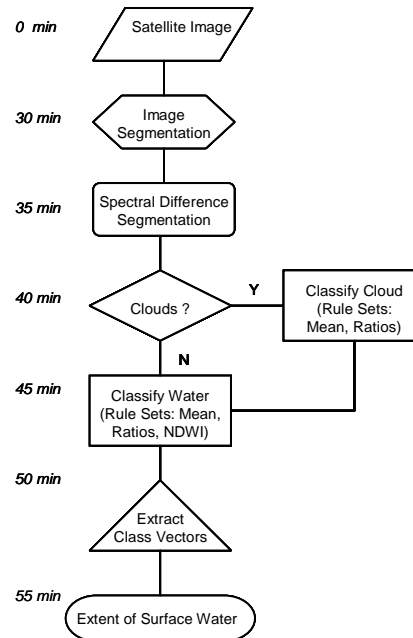 0 min
Satellite Image
30 min
Image
Segmentation
35 min
Spectral Difference
Segmentation
40 min
Clouds ?
Y
Classify Cloud
(Rule Sets:
Mean, Ratios)
N
45 min
Classify Water
(Rule Sets: Mean,
Ratios, NDWI)
50 min
Extract
Class Vectors
55 min
Extent of Surface Water